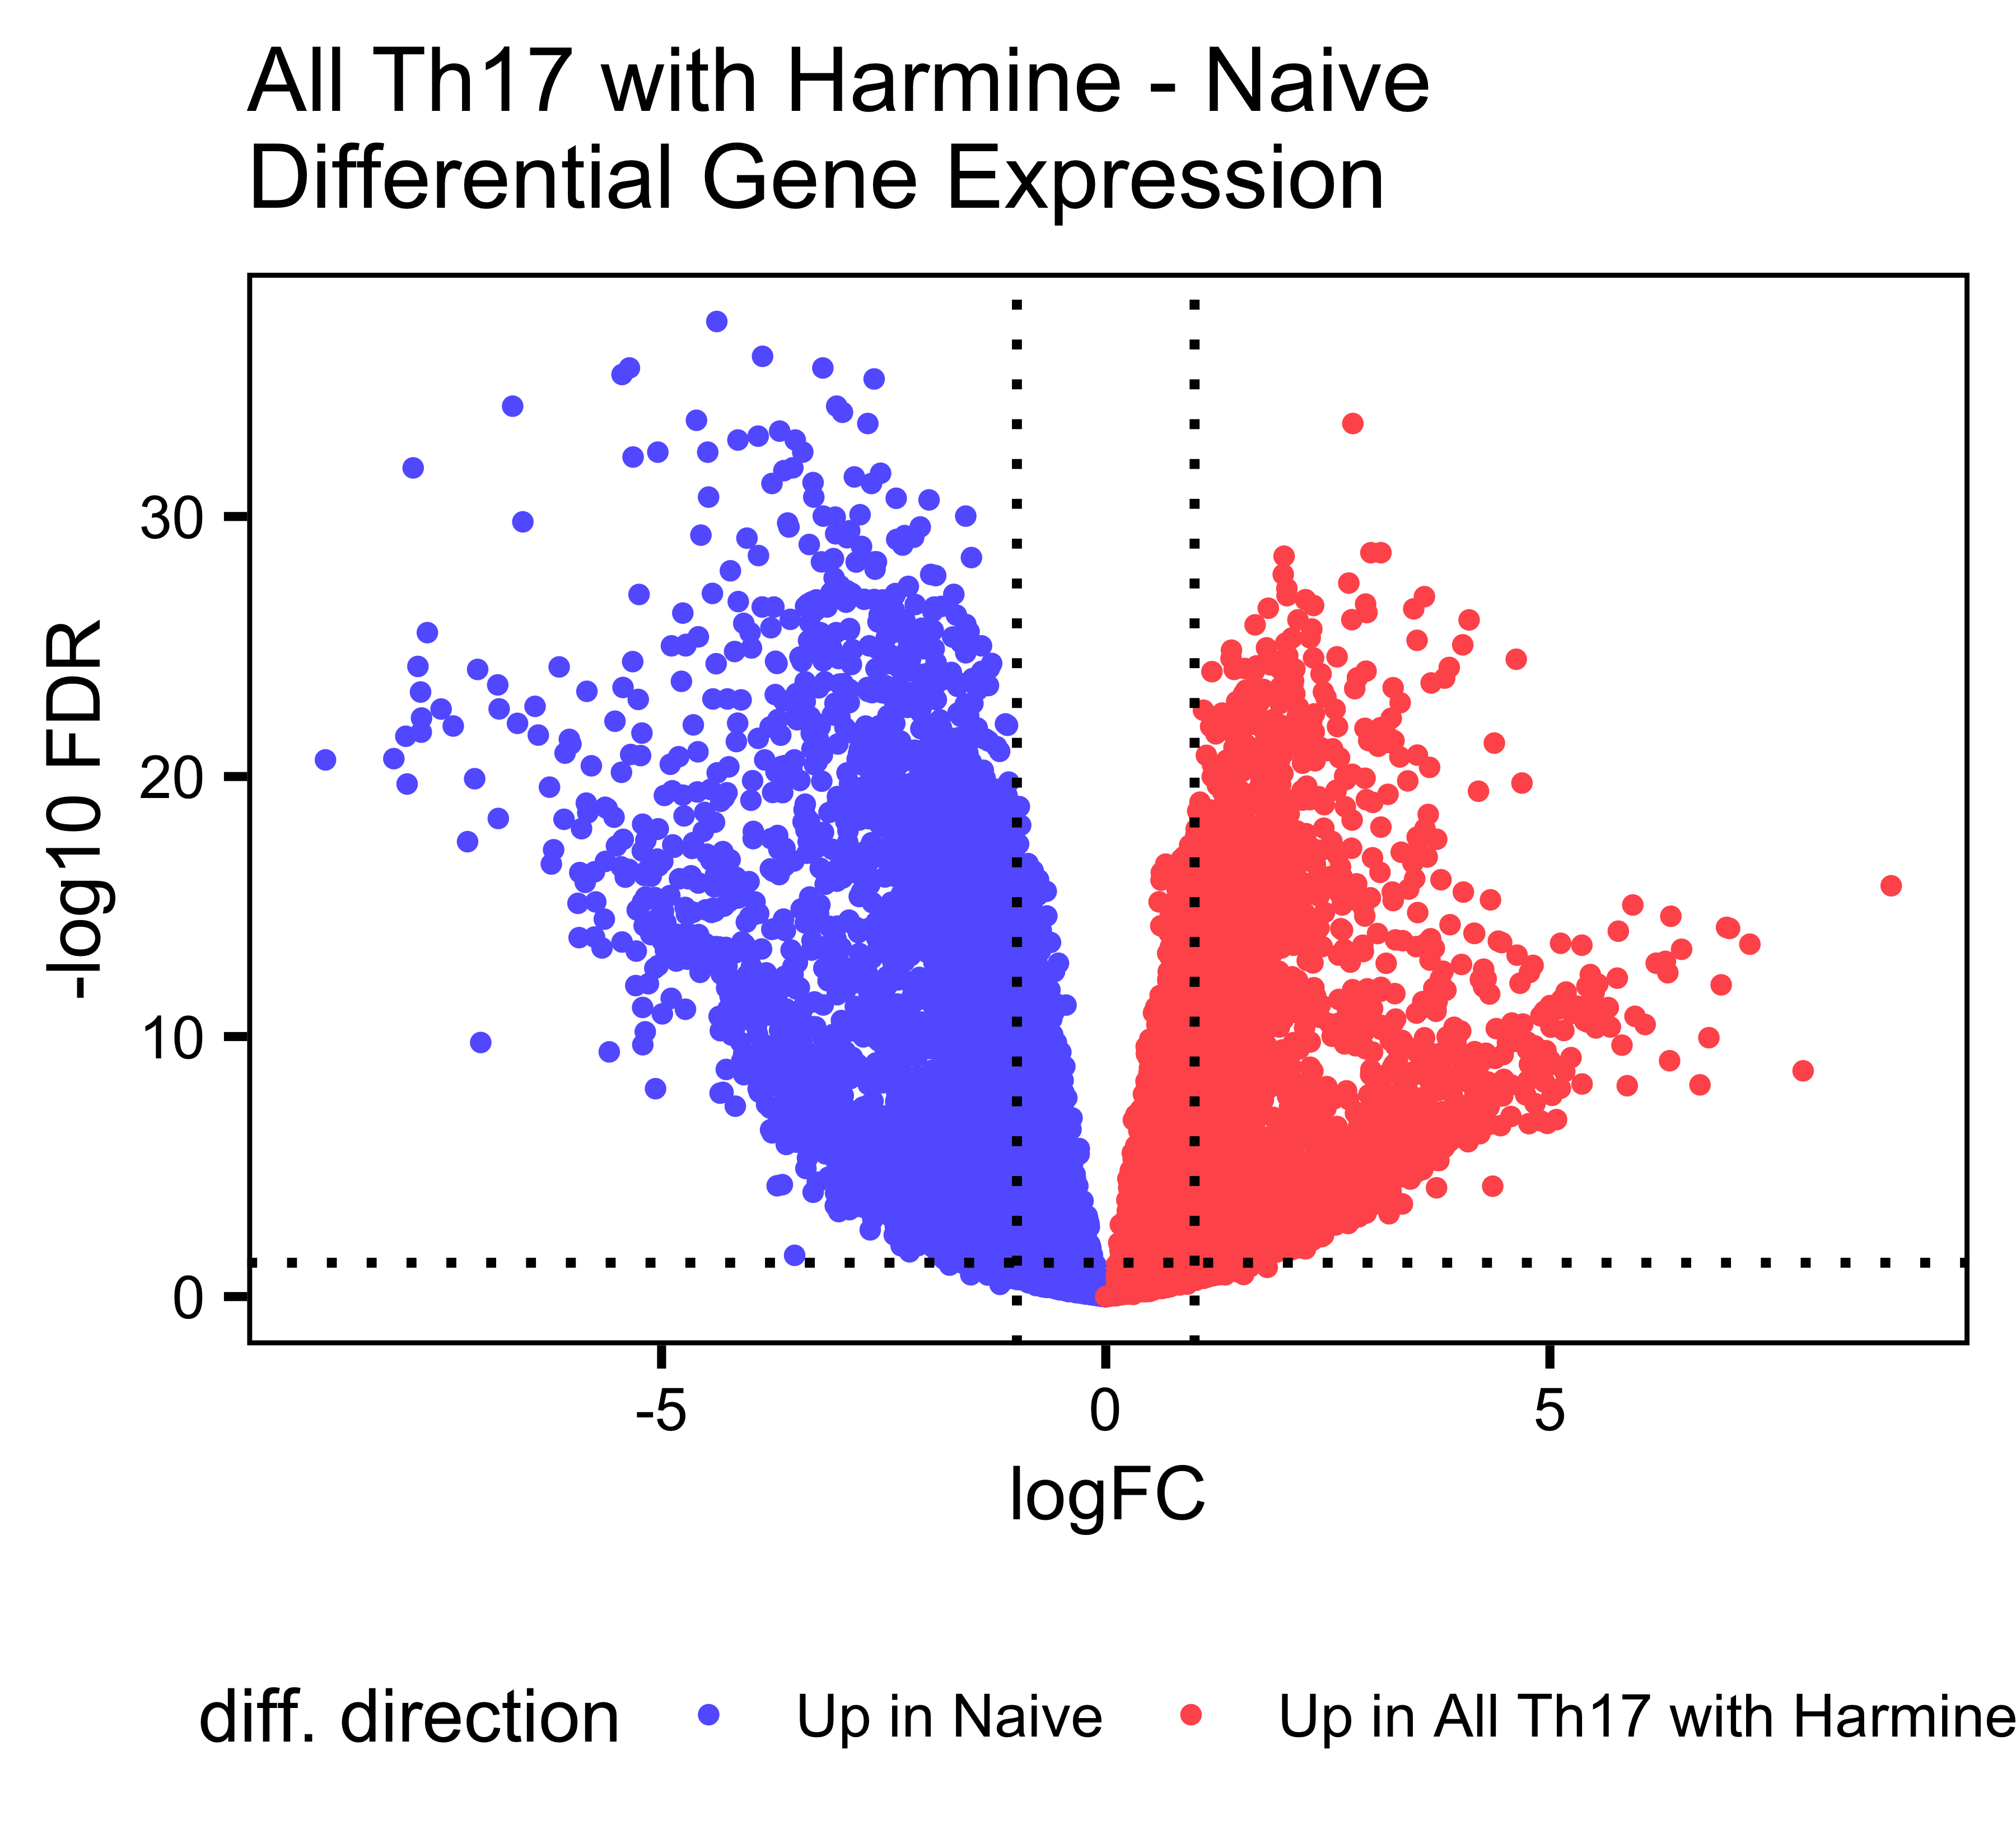 All Th17 with Harmine - Naive
Differential Gene Expression
-log10 FDR
30
20
10
0
-5
0
5
logFC
diff. direction
Up in Naive
Up in All Th17 with Harmine